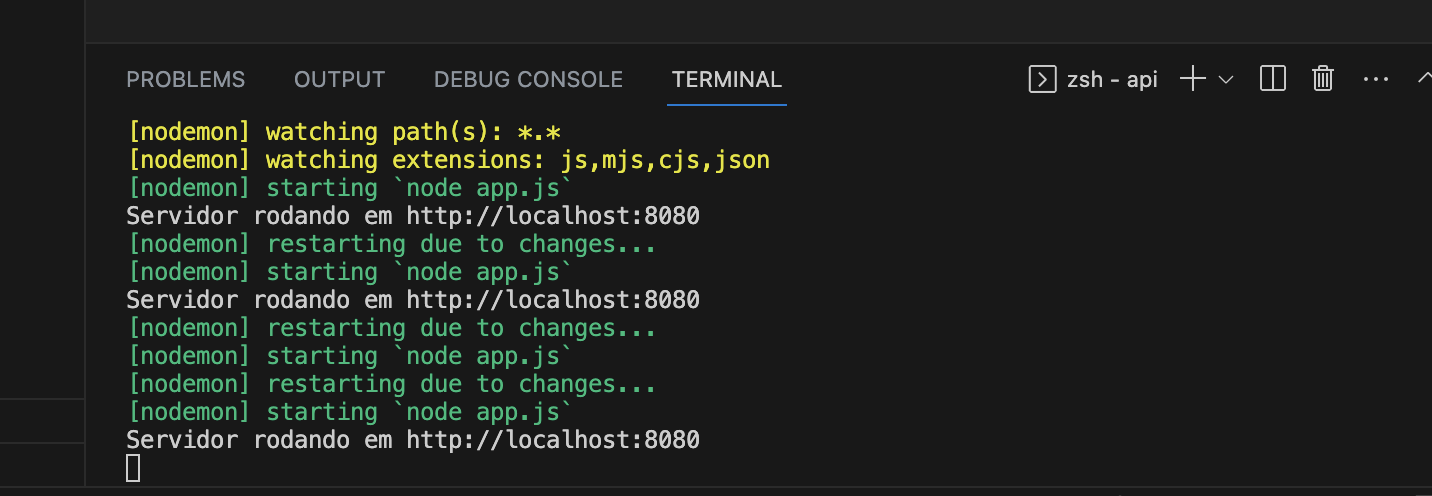 PROBLEMS OUTPUT DEBUG CONSOLE TERMINAL zsh - api
[nodemon] watching path(s): *.*
[nodemon] watching extensions: js,mjs,cjs,json
[nodemon] starting `node app.js`
Servidor rodando em http://localhost:8080
[nodemon] restarting due to changes...
[nodemon] starting `node app.js`
Servidor rodando em http://localhost:8080
[nodemon] restarting due to changes...
[nodemon] starting `node app.js`
[nodemon] restarting due to changes...
[nodemon] starting `node app.js`
Servidor rodando em http://localhost:8080